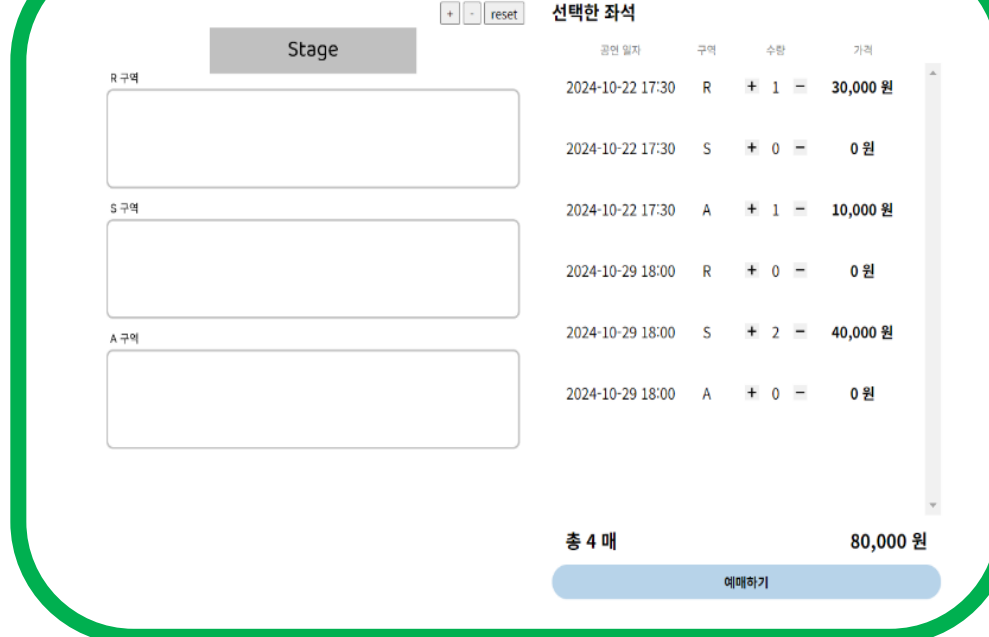 + - reset
Stage
R 구역
S 구역
A 구역
선택한 좌석
공연 일자 구역 수량 가격
2024-10-22 17:30 R + 1 - 30,000 원
2024-10-22 17:30 S + 0 - 0 원
2024-10-22 17:30 A + 1 - 10,000 원
2024-10-29 18:00 R + 0 - 0 원
2024-10-29 18:00 S + 2 - 40,000 원
2024-10-29 18:00 A + 0 - 0 원
총 4 매 80,000 원
예매하기